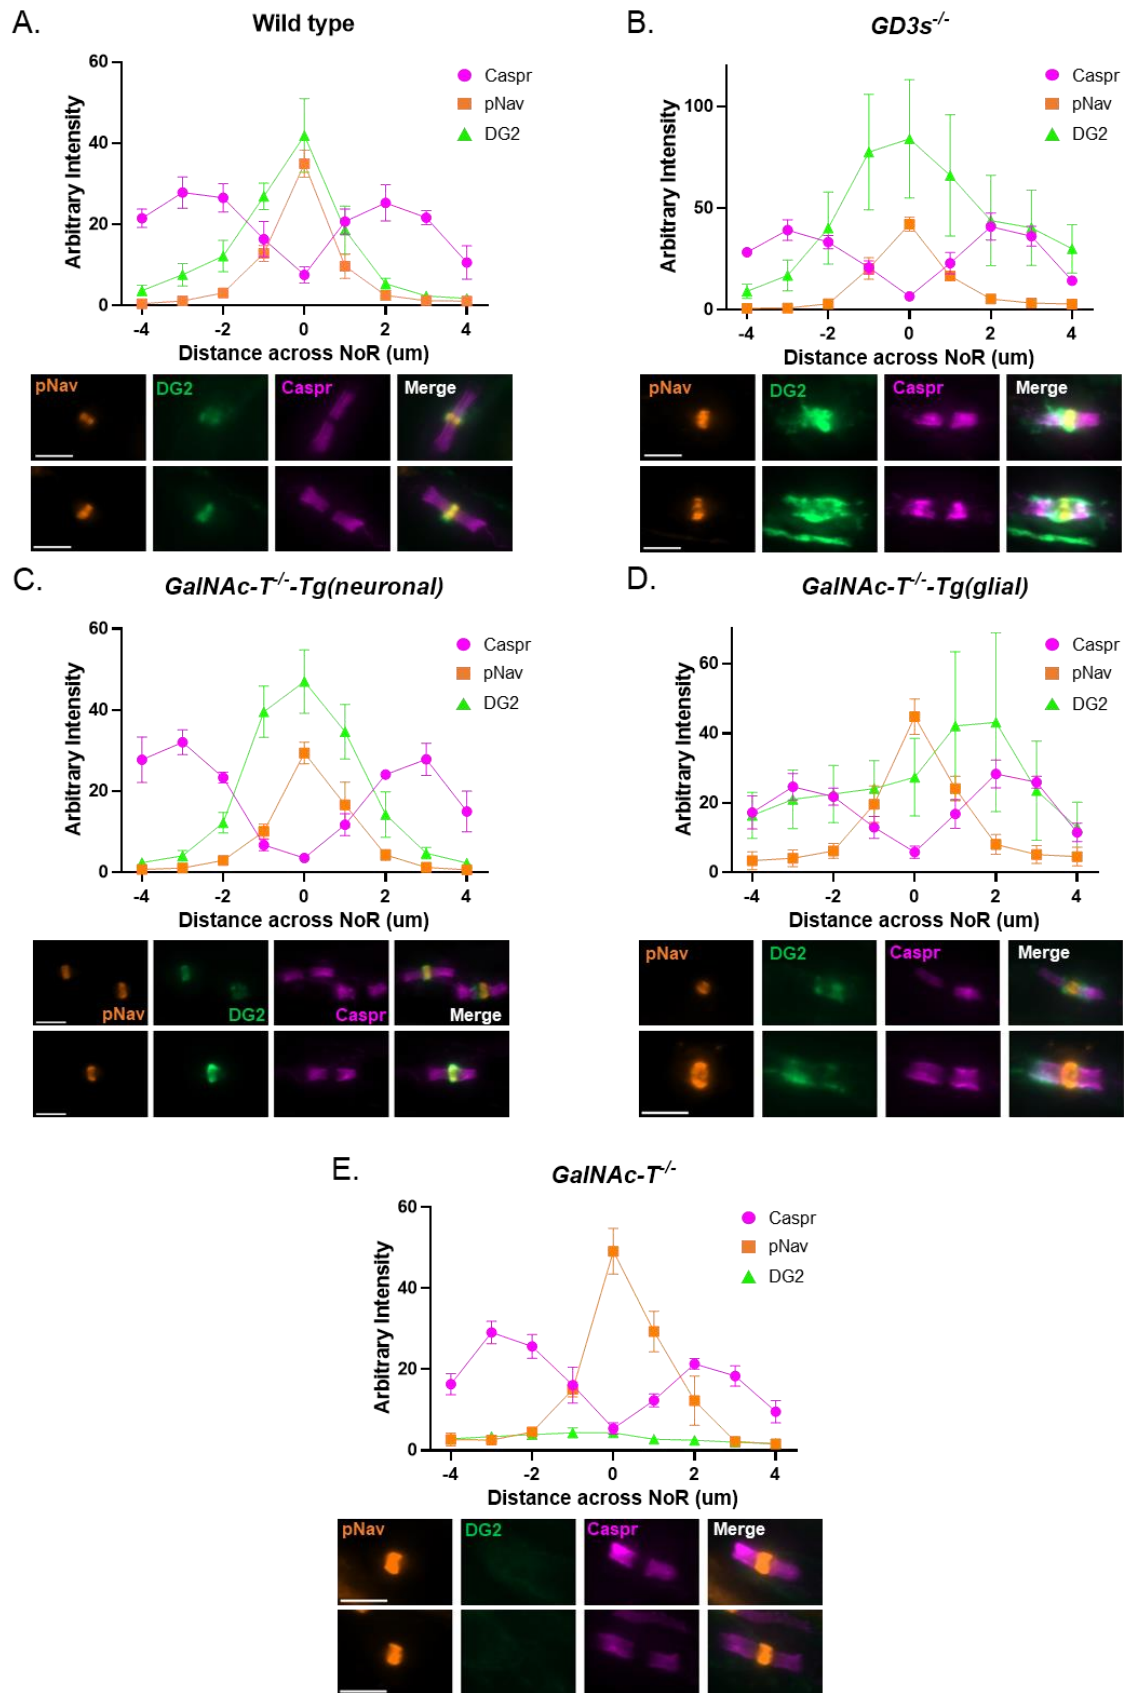 A.
Wild type
Arbitrary Intensity
60
40
20
0
-4
-2
0
2
4
Distance across NoR (um)
Caspr
pNav
DG2
pNav
DG2
Caspr
Merge
B.
GD3s-/-
Arbitrary Intensity
100
50
0
-4
-2
0
2
4
Distance across NoR (um)
Caspr
pNav
DG2
pNav
DG2
Caspr
Merge
C.
GalNAc-T-/--Tg(neuronal)
Arbitrary Intensity
60
40
20
0
-4
-2
0
2
4
Distance across NoR (um)
Caspr
pNav
DG2
pNav
DG2
Caspr
Merge
D.
GalNAc-T-/--Tg(glial)
Arbitrary Intensity
60
40
20
0
-4
-2
0
2
4
Distance across NoR (um)
Caspr
pNav
DG2
pNav
DG2
Caspr
Merge
E.
GalNAc-T-/-
Arbitrary Intensity
60
40
20
0
-4
-2
0
2
4
Distance across NoR (um)
Caspr
pNav
DG2
pNav
DG2
Caspr
Merge